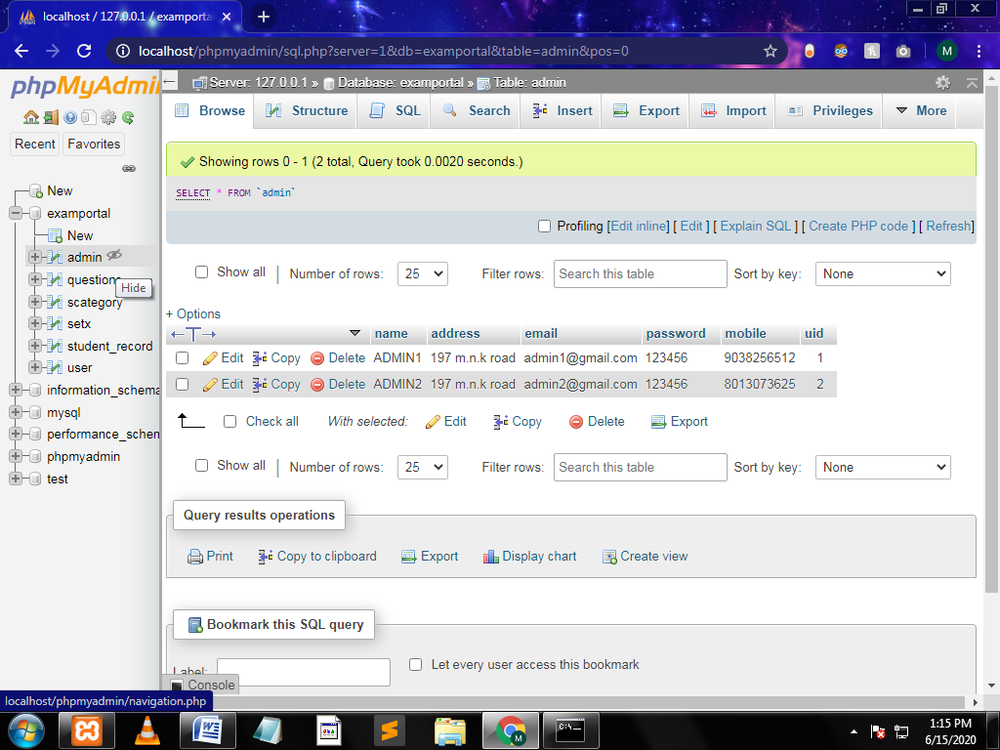 localhost / 127.0.0.1 / examportal
localhost/phpmyadmin/sql.php?server=1&db=examportal&table=admin&pos=0
M
phpMyAdmin
Server: 127.0.0.1 » Database: examportal » Table: admin
Browse Structure SQL Search Insert Export Import Privileges More
Recent Favorites
New
examportal
New
admin
questions
Hide
scategory
setx
student_record
user
information_schema
mysql
performance_schem
phpmyadmin
test
Showing rows 0 - 1 (2 total, Query took 0.0020 seconds.)
SELECT * FROM `admin`
Profiling [Edit inline] [ Edit ] [ Explain SQL ] [ Create PHP code ] [ Refresh]
Show all Number of rows: 25 Filter rows: Search this table Sort by key: None
+ Options
←T→ name address email password mobile uid
Edit Copy Delete ADMIN1 197 m.n.k road admin1@gmail.com 123456 9038256512 1
Edit Copy Delete ADMIN2 197 m.n.k road admin2@gmail.com 123456 8013073625 2
Check all With selected: Edit Copy Delete Export
Show all Number of rows: 25 Filter rows: Search this table Sort by key: None
Query results operations
Print Copy to clipboard Export Display chart Create view
Bookmark this SQL query
Label: Let every user access this bookmark
Console
localhost/phpmyadmin/navigation.php
1:15 PM
6/15/2020